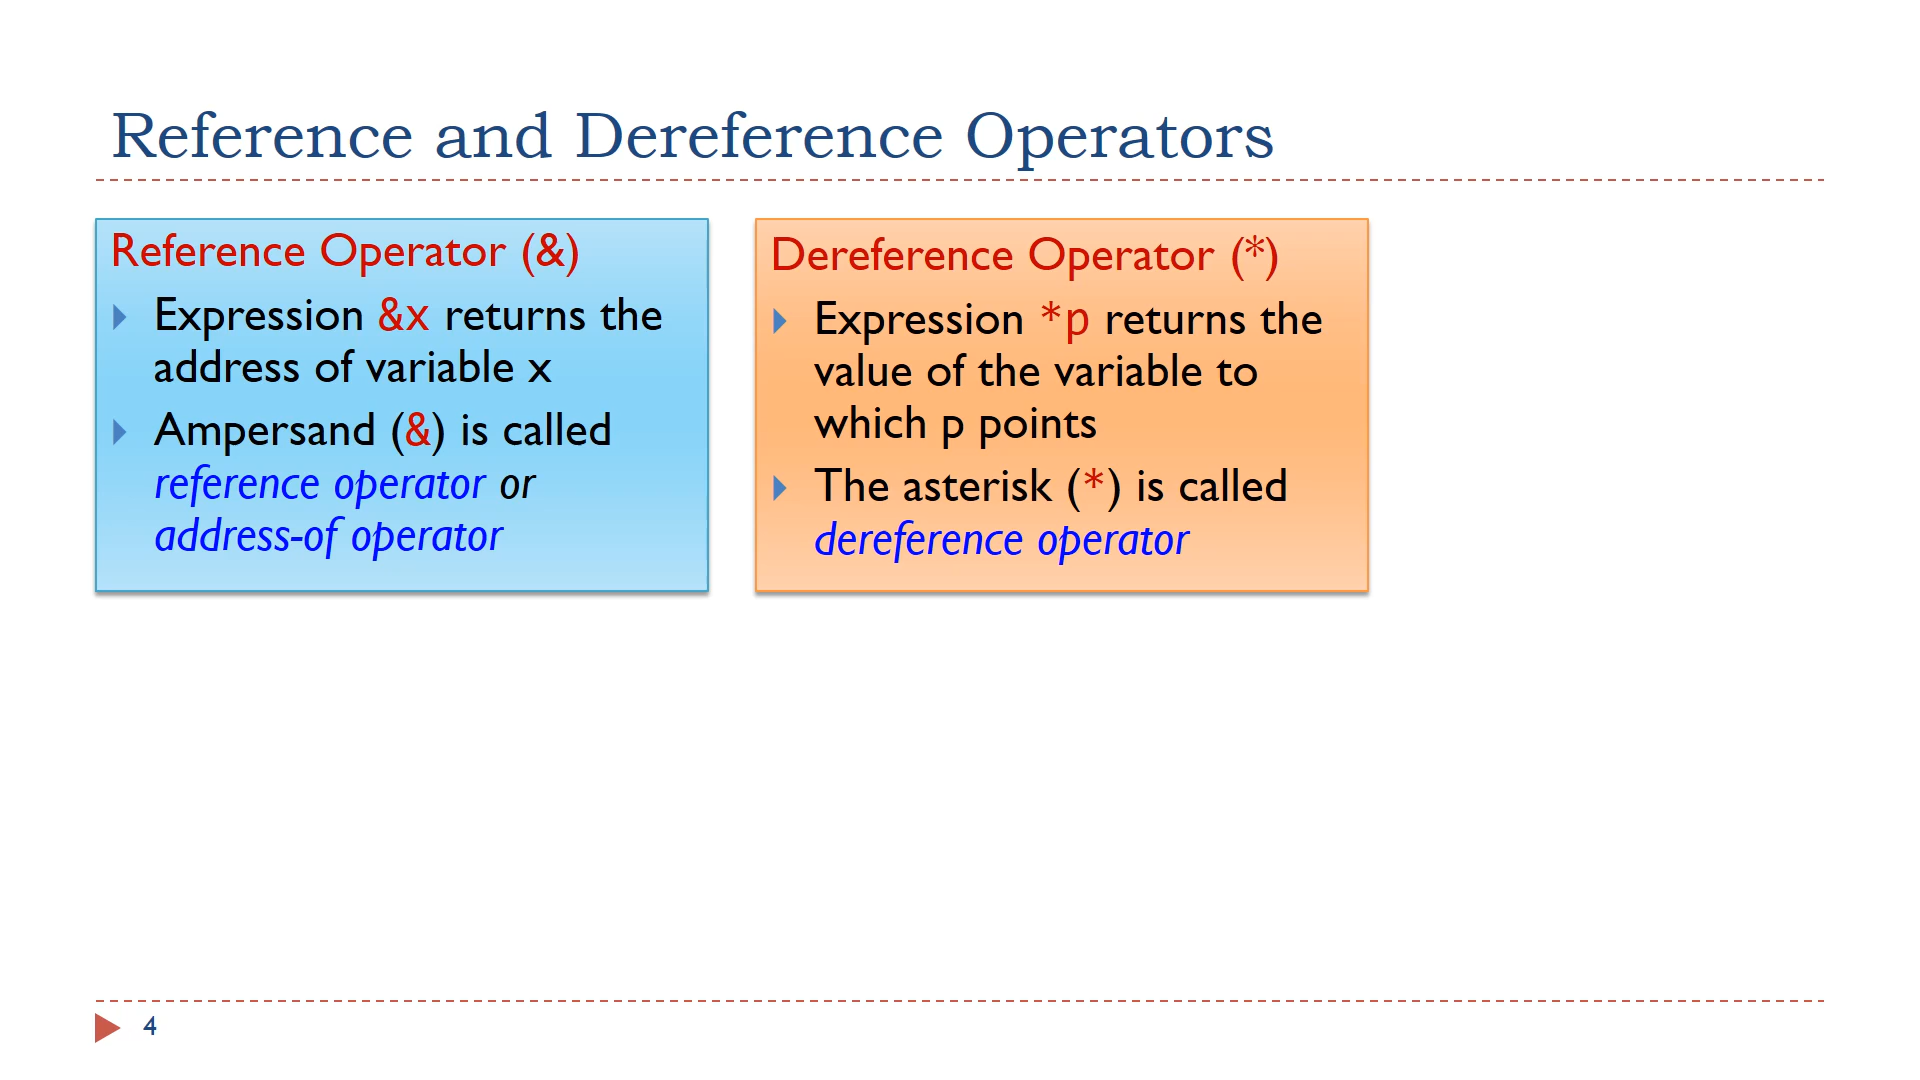 Reference and Dereference Operators
Reference Operator (&)
Expression &x returns the
address of variable x
Ampersand (&) is called
reference operator or
address-of operator
Dereference Operator (*)
Expression *p returns the
value of the variable to
which p points
The asterisk (*) is called
dereference operator
4